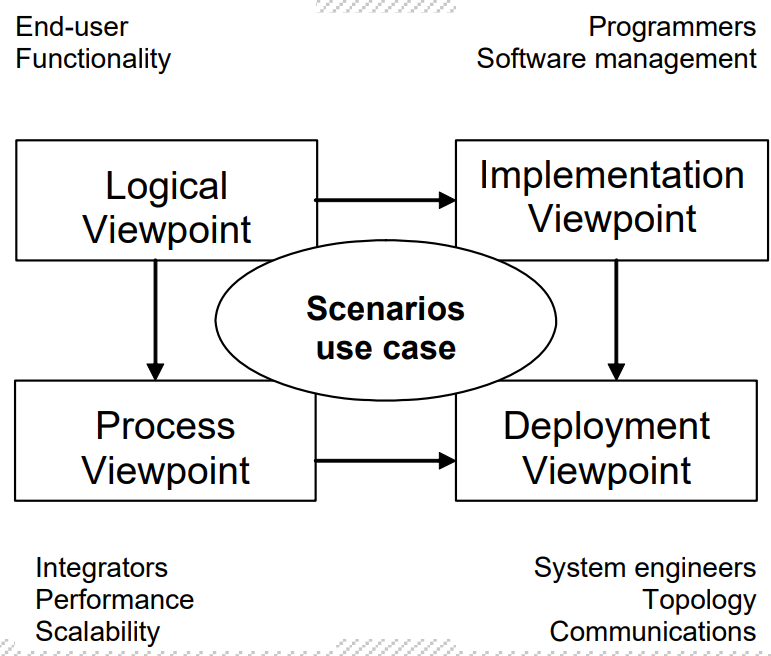 End-user
Functionality
Programmers
Software management
Logical
Viewpoint
Implementation
Viewpoint
Scenarios
use case
Process
Viewpoint
Deployment
Viewpoint
Integrators
Performance
Scalability
System engineers
Topology
Communications